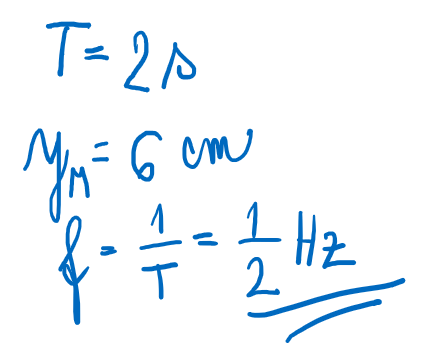 T = 2 s
y_M = 6 cm
f = 1/T = 1/2 Hz